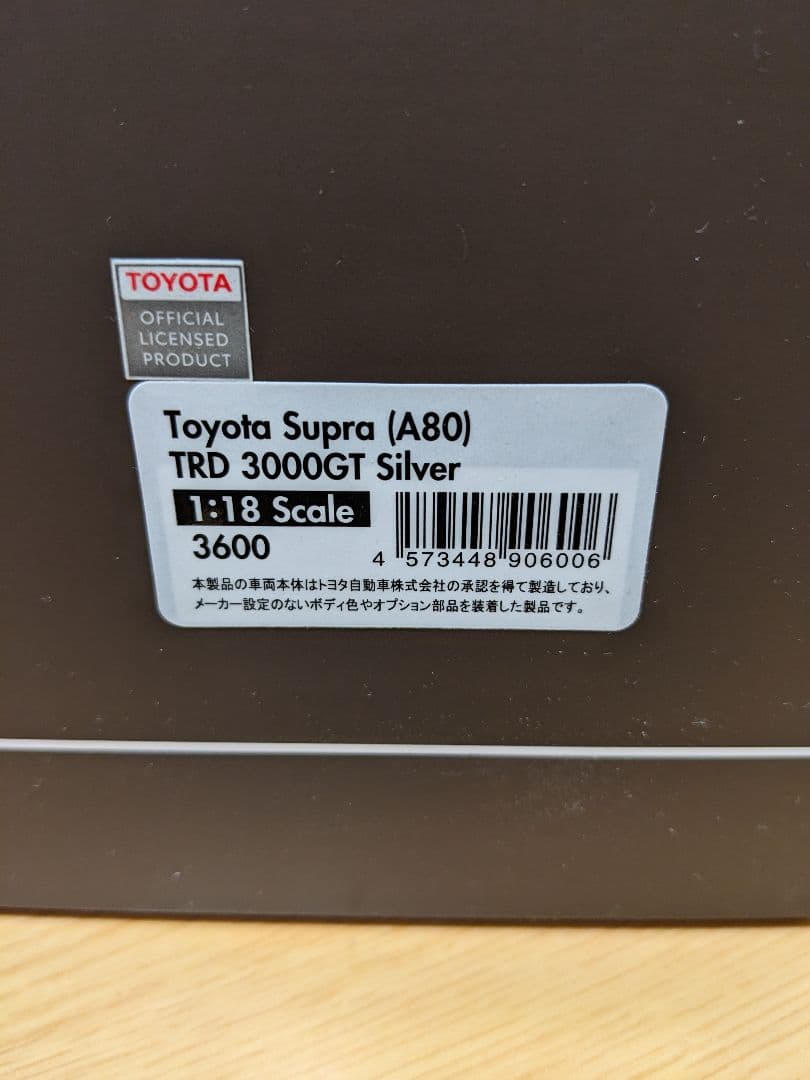 TOYOTA
OFFICIAL
LICENSED
PRODUCT
Toyota Supra (A80)
TRD 3000GT Silver
1:18 Scale
3600
4 573448 906006
本製品の車両本体はトヨタ自動車株式会社の承認を得て製造しており、
メーカー設定のないボディ色やオプション部品を装着した製品です。